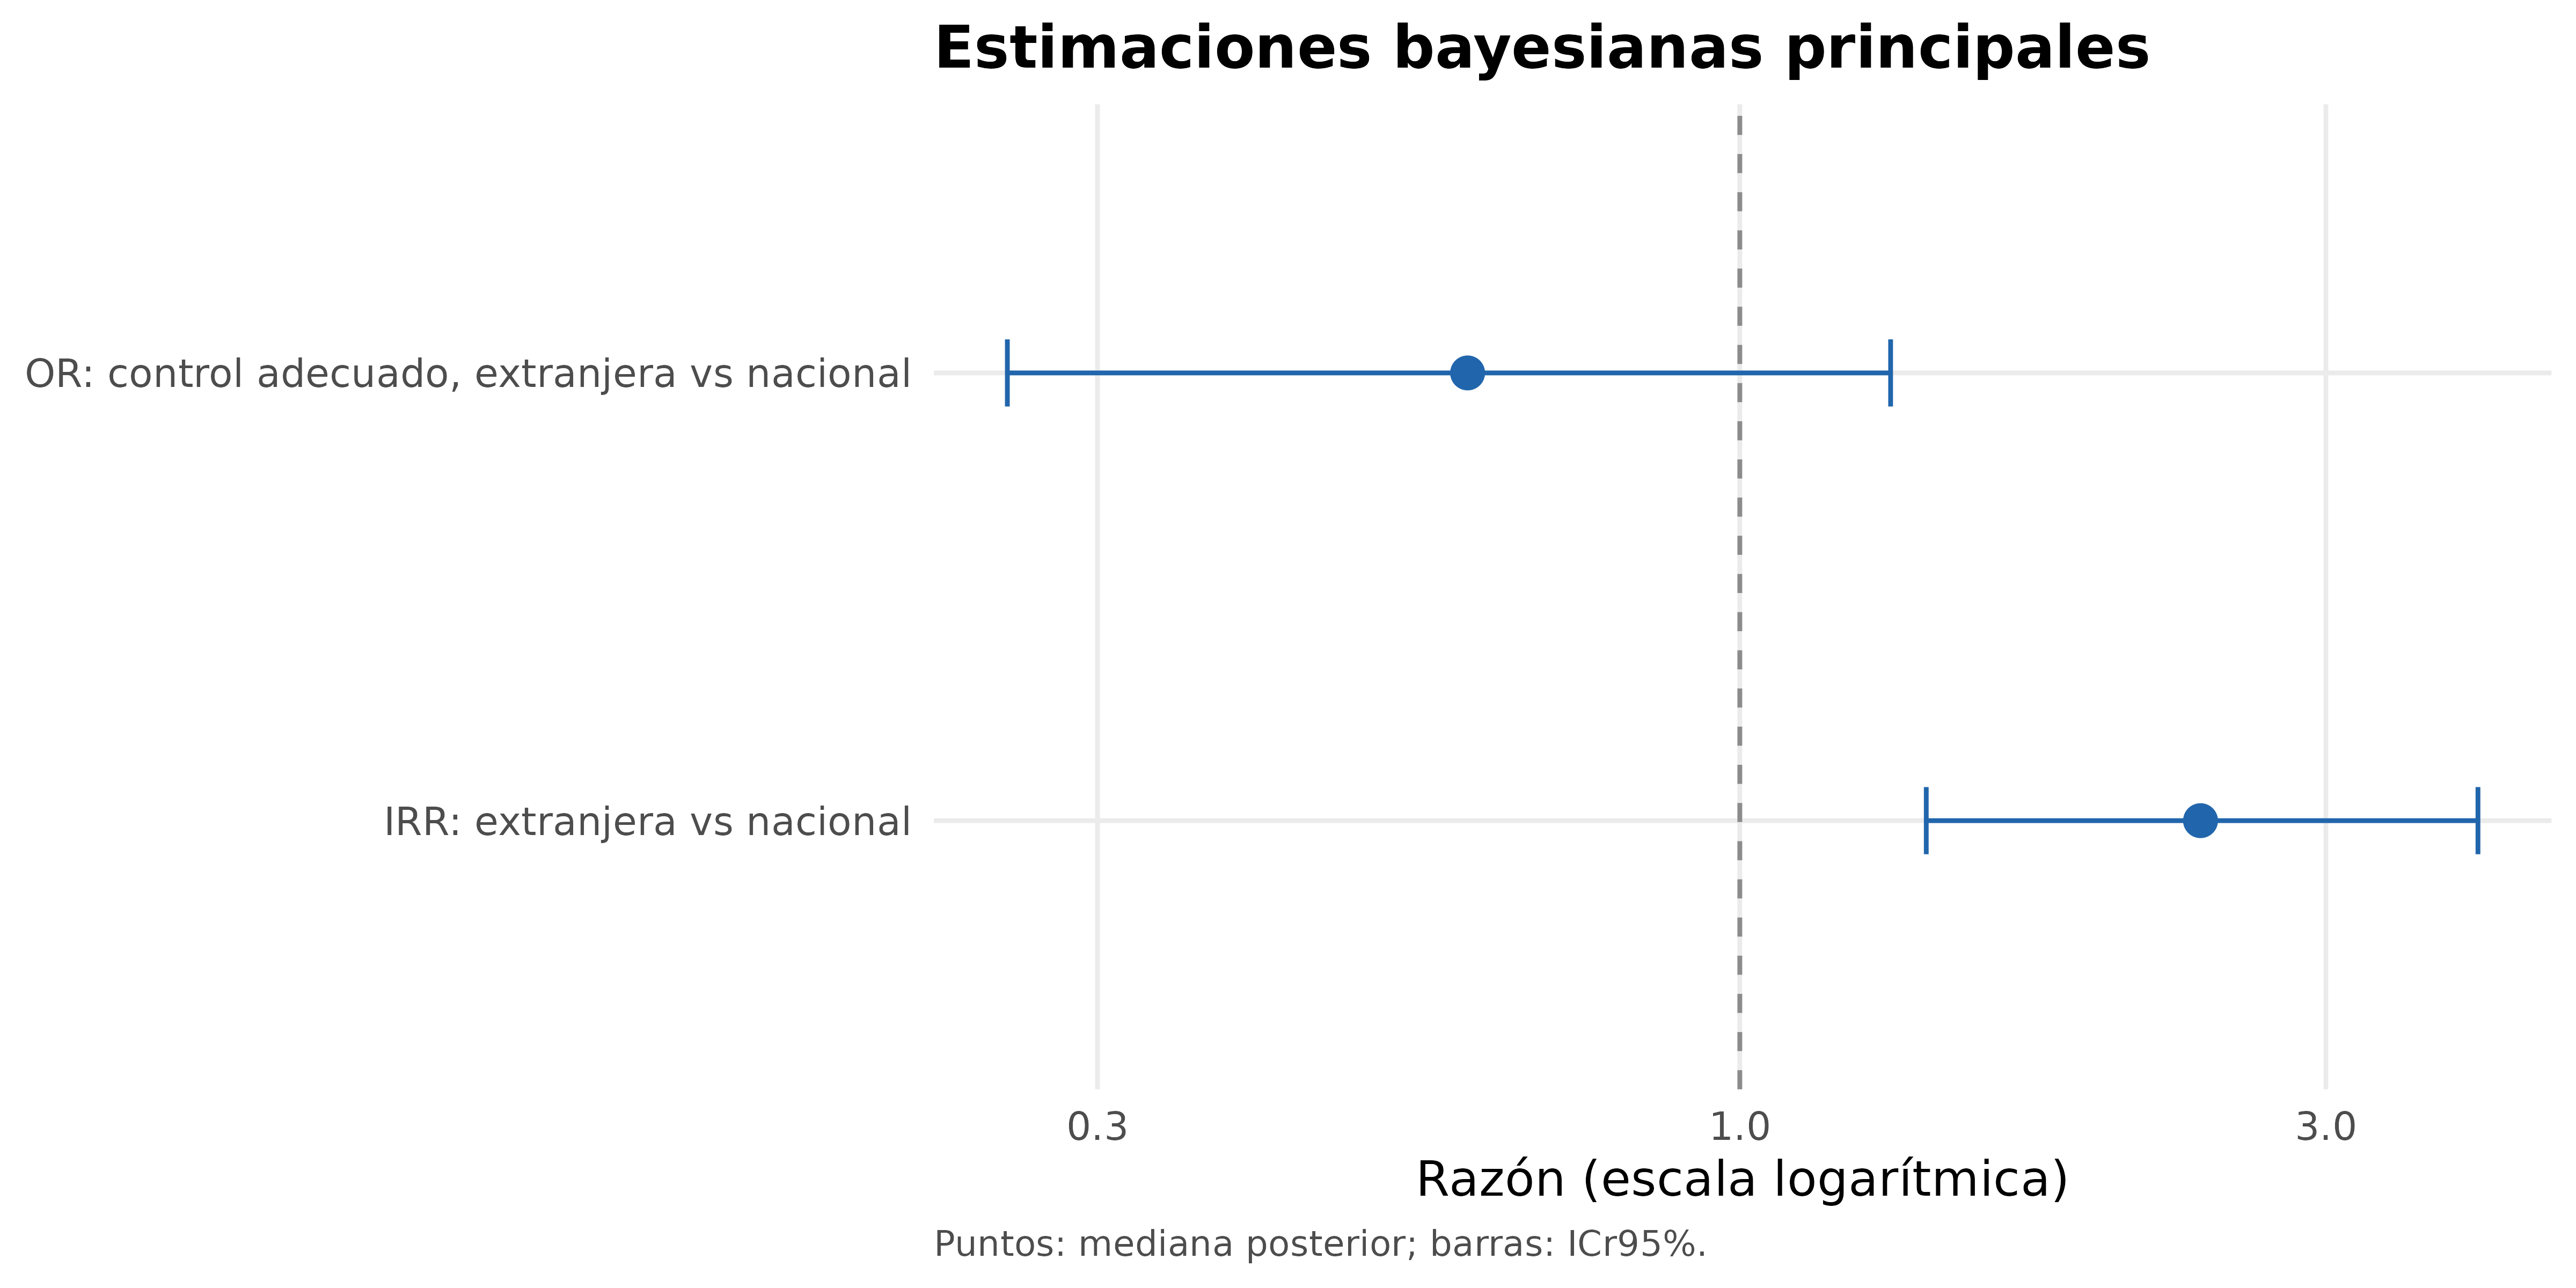 Estimaciones bayesianas principales
OR: control adecuado, extranjera vs nacional
IRR: extranjera vs nacional
0.3 1.0 3.0
Razón (escala logarítmica)
Puntos: mediana posterior; barras: ICr95%.